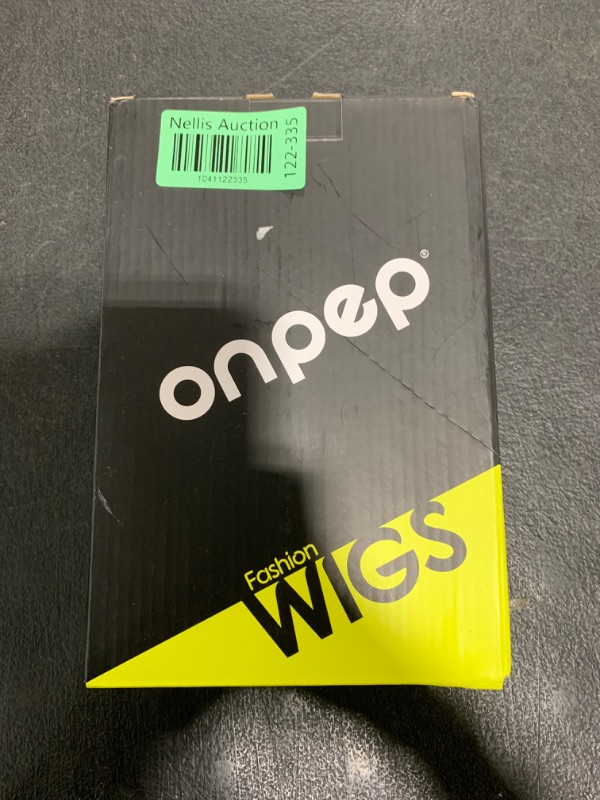 Nellis Auction
122-335
1041122335
onpep®
Fashion
WIGS